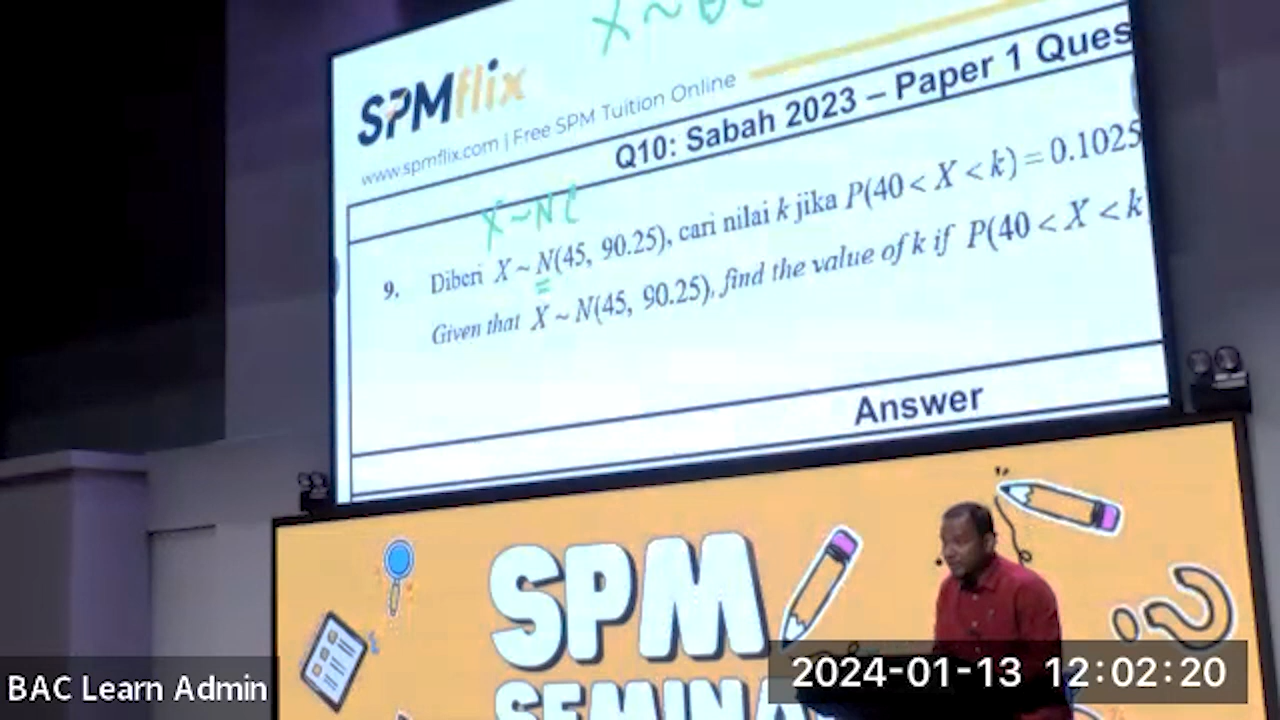 X ~ B(
SPMflix
www.spmflix.com | Free SPM Tuition Online
Q10: Sabah 2023 – Paper 1 Ques
X ~ N(
9. Diberi X ~ N(45, 90.25), cari nilai k jika P(40 < X < k) = 0.1025
Given that X ~ N(45, 90.25), find the value of k if P(40 < X < k
Answer
SPM
SEMINA
BAC Learn Admin
2024-01-13 12:02:20